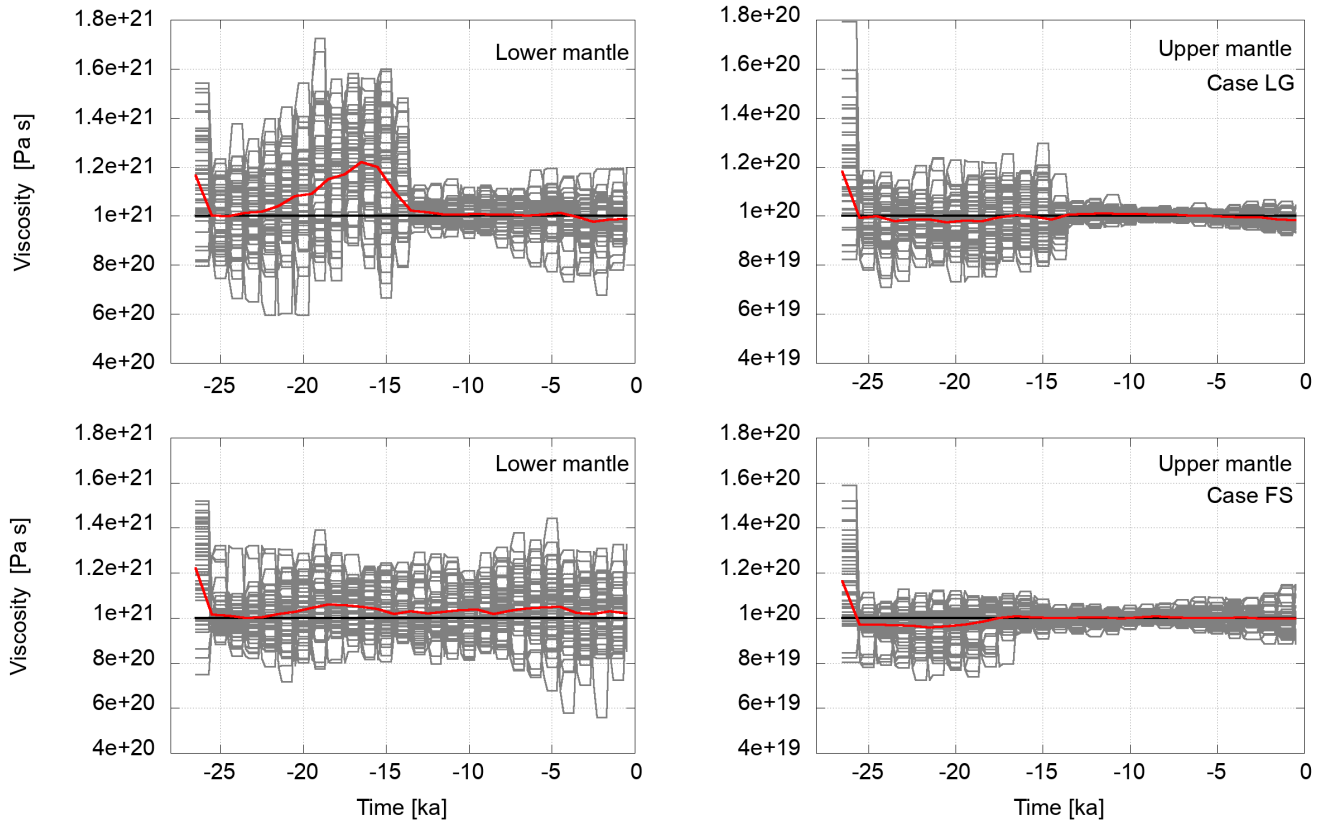 1.8e+21
1.6e+21
1.4e+21
1.2e+21
1e+21
8e+20
6e+20
4e+20
Viscosity [Pa s]
Lower mantle
-25 -20 -15 -10 -5 0
1.8e+20
1.6e+20
1.4e+20
1.2e+20
1e+20
8e+19
6e+19
4e+19
Upper mantle
Case LG
-25 -20 -15 -10 -5 0
1.8e+21
1.6e+21
1.4e+21
1.2e+21
1e+21
8e+20
6e+20
4e+20
Viscosity [Pa s]
Lower mantle
-25 -20 -15 -10 -5 0
Time [ka]
1.8e+20
1.6e+20
1.4e+20
1.2e+20
1e+20
8e+19
6e+19
4e+19
Upper mantle
Case FS
-25 -20 -15 -10 -5 0
Time [ka]